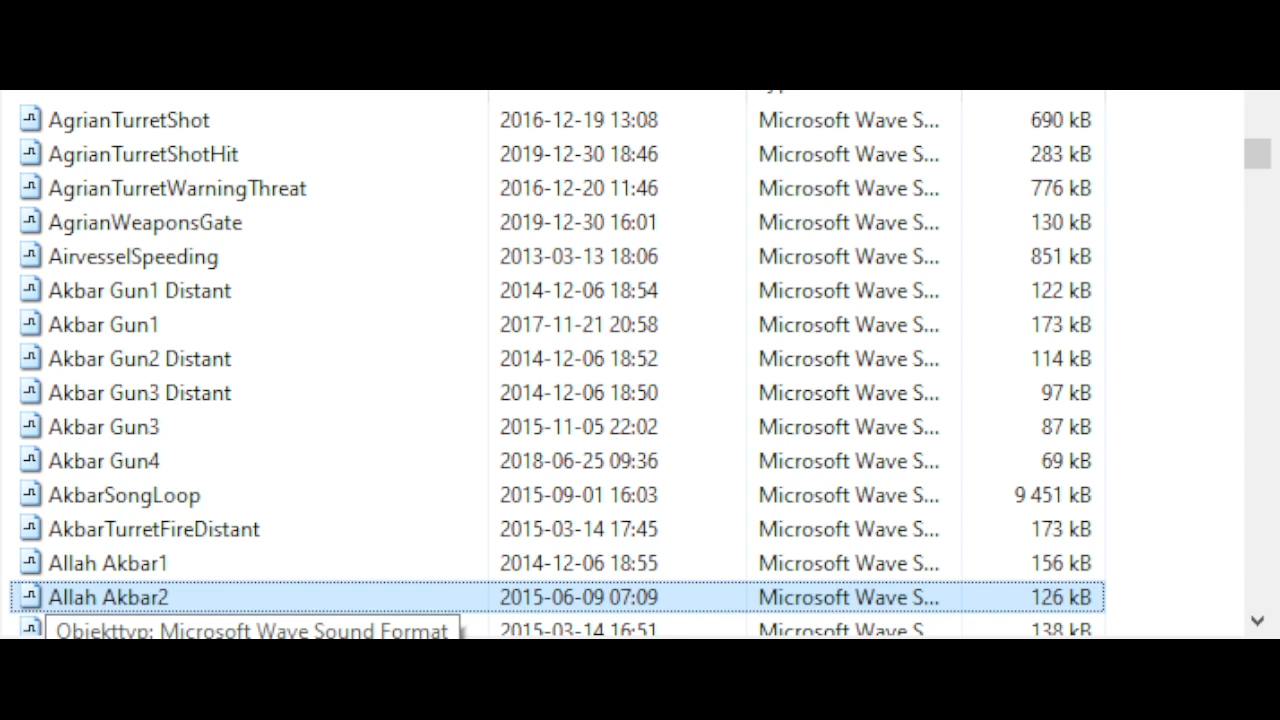 AgrianTurretShot 2016-12-19 13:08 Microsoft Wave S... 690 kB
AgrianTurretShotHit 2019-12-30 18:46 Microsoft Wave S... 283 kB
AgrianTurretWarningThreat 2016-12-20 11:46 Microsoft Wave S... 776 kB
AgrianWeaponsGate 2019-12-30 16:01 Microsoft Wave S... 130 kB
AirvesselSpeeding 2013-03-13 18:06 Microsoft Wave S... 851 kB
Akbar Gun1 Distant 2014-12-06 18:54 Microsoft Wave S... 122 kB
Akbar Gun1 2017-11-21 20:58 Microsoft Wave S... 173 kB
Akbar Gun2 Distant 2014-12-06 18:52 Microsoft Wave S... 114 kB
Akbar Gun3 Distant 2014-12-06 18:50 Microsoft Wave S... 97 kB
Akbar Gun3 2015-11-05 22:02 Microsoft Wave S... 87 kB
Akbar Gun4 2018-06-25 09:36 Microsoft Wave S... 69 kB
AkbarSongLoop 2015-09-01 16:03 Microsoft Wave S... 9 451 kB
AkbarTurretFireDistant 2015-03-14 17:45 Microsoft Wave S... 173 kB
Allah Akbar1 2014-12-06 18:55 Microsoft Wave S... 156 kB
Allah Akbar2 2015-06-09 07:09 Microsoft Wave S... 126 kB
Objekttyp: Microsoft Wave Sound Format 2015-03-14 16:51 Microsoft Wave S 138 kB